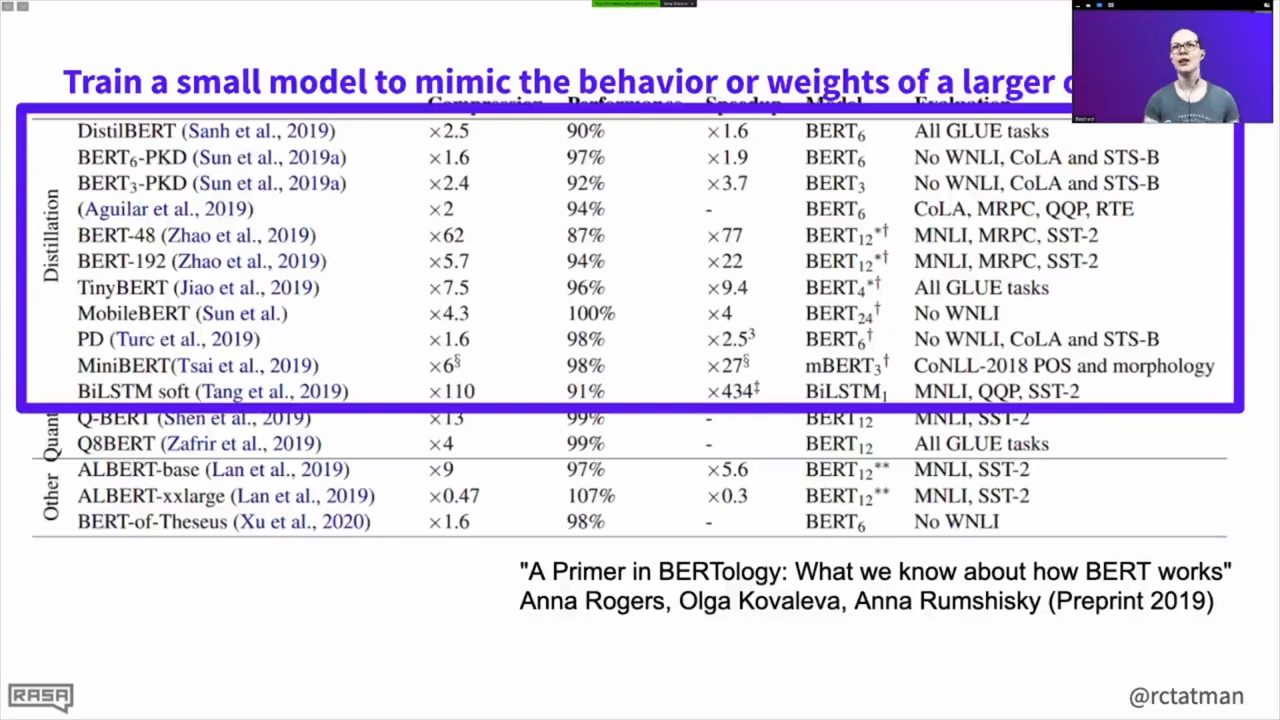 Train a small model to mimic the behavior or weights of a larger
Compression Performance Speedup Model Evaluation
Distillation
DistilBERT (Sanh et al., 2019) ×2.5 90% ×1.6 BERT₆ All GLUE tasks
BERT₆-PKD (Sun et al., 2019a) ×1.6 97% ×1.9 BERT₆ No WNLI, CoLA and STS-B
BERT₃-PKD (Sun et al., 2019a) ×2.4 92% ×3.7 BERT₃ No WNLI, CoLA and STS-B
(Aguilar et al., 2019) ×2 94% - BERT₆ CoLA, MRPC, QQP, RTE
BERT-48 (Zhao et al., 2019) ×62 87% ×77 BERT₁₂*† MNLI, MRPC, SST-2
BERT-192 (Zhao et al., 2019) ×5.7 94% ×22 BERT₁₂*† MNLI, MRPC, SST-2
TinyBERT (Jiao et al., 2019) ×7.5 96% ×9.4 BERT₄*† All GLUE tasks
MobileBERT (Sun et al.) ×4.3 100% ×4 BERT₂₄† No WNLI
PD (Turc et al., 2019) ×1.6 98% ×2.5³ BERT₆† No WNLI, CoLA and STS-B
MiniBERT(Tsai et al., 2019) ×6§ 98% ×27§ mBERT₃† CoNLL-2018 POS and morphology
BiLSTM soft (Tang et al., 2019) ×110 91% ×434‡ BiLSTM₁ MNLI, QQP, SST-2
Quant
Q-BERT (Shen et al., 2019) ×13 99% - BERT₁₂ MNLI, SST-2
Q8BERT (Zafrir et al., 2019) ×4 99% - BERT₁₂ All GLUE tasks
Other
ALBERT-base (Lan et al., 2019) ×9 97% ×5.6 BERT₁₂** MNLI, SST-2
ALBERT-xxlarge (Lan et al., 2019) ×0.47 107% ×0.3 BERT₁₂** MNLI, SST-2
BERT-of-Theseus (Xu et al., 2020) ×1.6 98% - BERT₆ No WNLI
"A Primer in BERTology: What we know about how BERT works"
Anna Rogers, Olga Kovaleva, Anna Rumshisky (Preprint 2019)
RASA
@rctatman